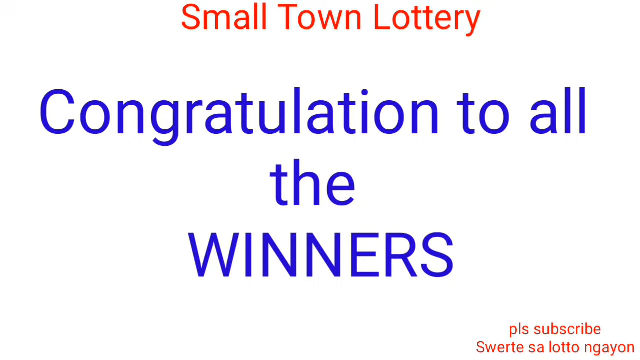 Small Town Lottery
Congratulation to all
the
WINNERS
pls subscribe
Swerte sa lotto ngayon